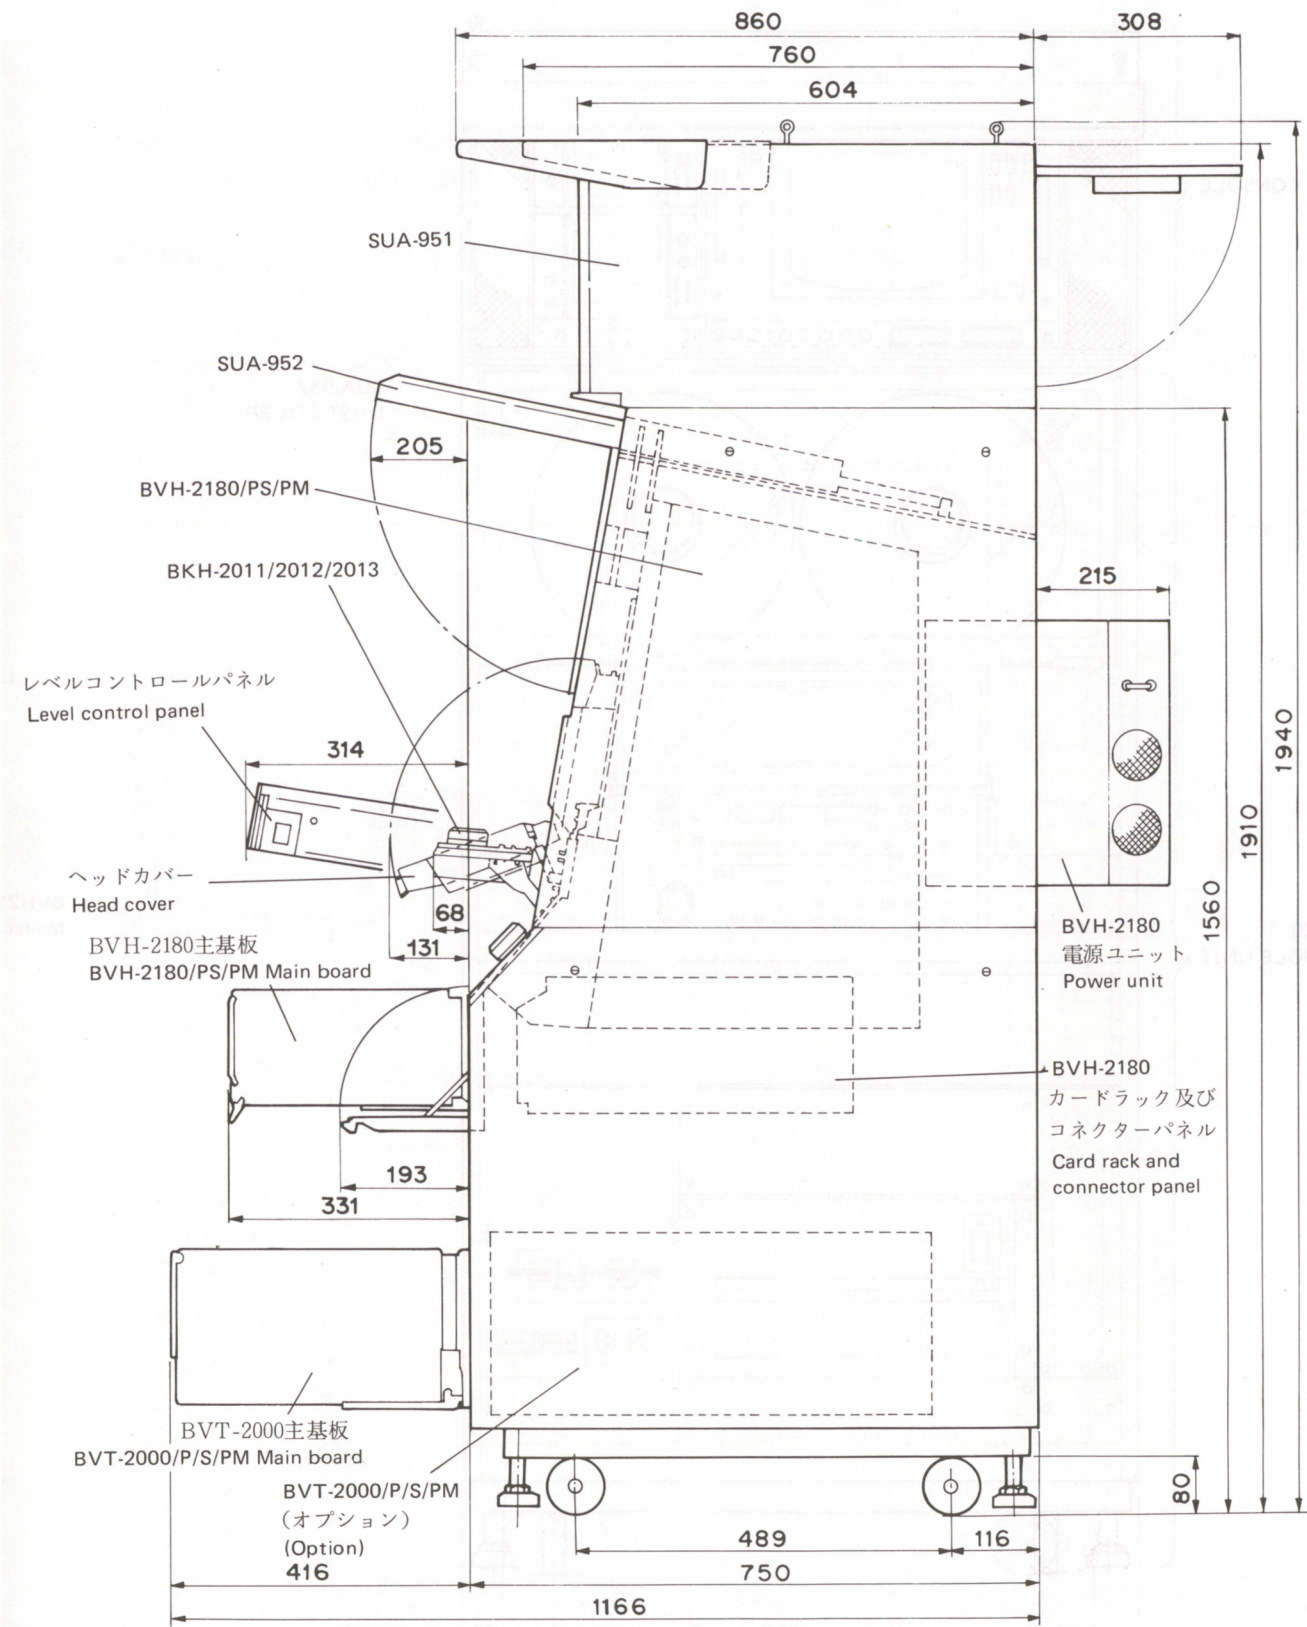 860
308
760
604
SUA-951
SUA-952
205
BVH-2180/PS/PM
BKH-2011/2012/2013
215
レベルコントロールパネル
Level control panel
314
1940
1910
1560
ヘッドカバー
Head cover
68
131
BVH-2180主基板
BVH-2180/PS/PM Main board
BVH-2180
電源ユニット
Power unit
BVH-2180
カードラック及び
コネクターパネル
Card rack and
connector panel
193
331
BVT-2000主基板
BVT-2000/P/S/PM Main board
BVT-2000/P/S/PM
(オプション)
(Option)
80
489
116
416
750
1166